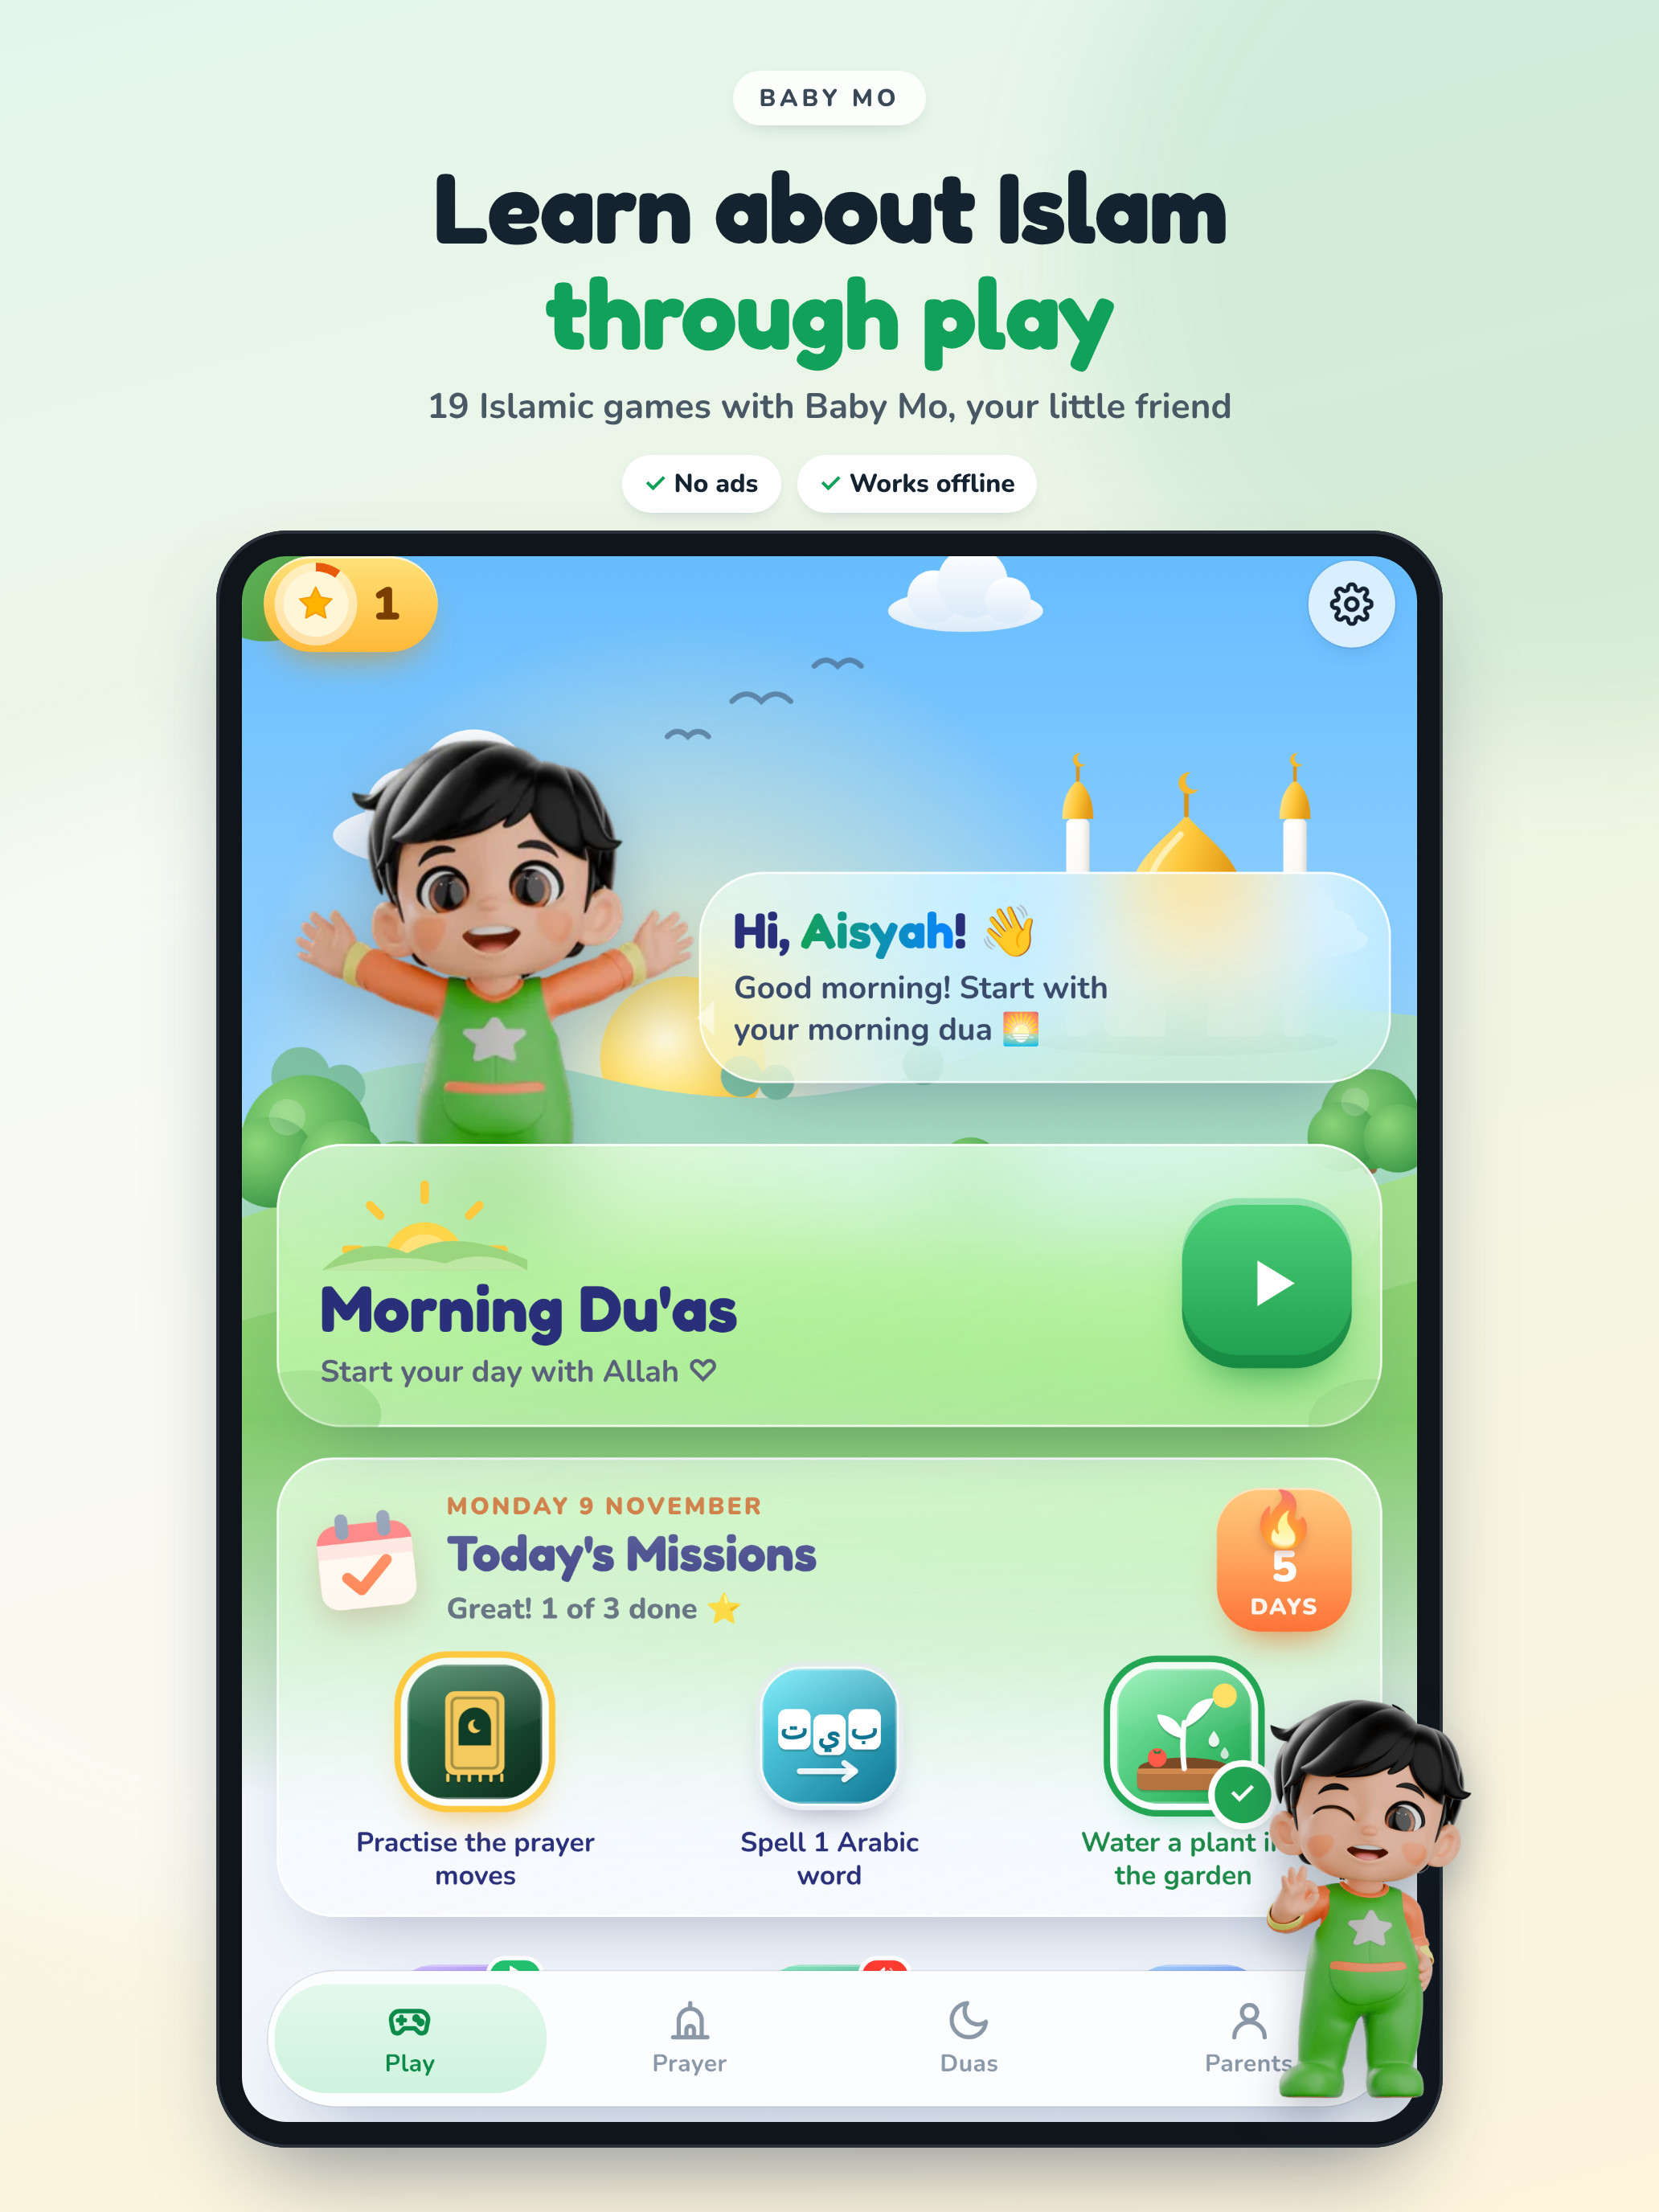 BABY MO
Learn about Islam
through play
19 Islamic games with Baby Mo, your little friend
✓ No ads ✓ Works offline
1
Hi, Aisyah! 👋
Good morning! Start with
your morning dua 🌅
Morning Du'as
Start your day with Allah ♡
MONDAY 9 NOVEMBER
Today's Missions
Great! 1 of 3 done ⭐
🔥
5
DAYS
ب ي ت
Practise the prayer
moves
Spell 1 Arabic
word
Water a plant
the garden
Play
Prayer
Duas
Parents